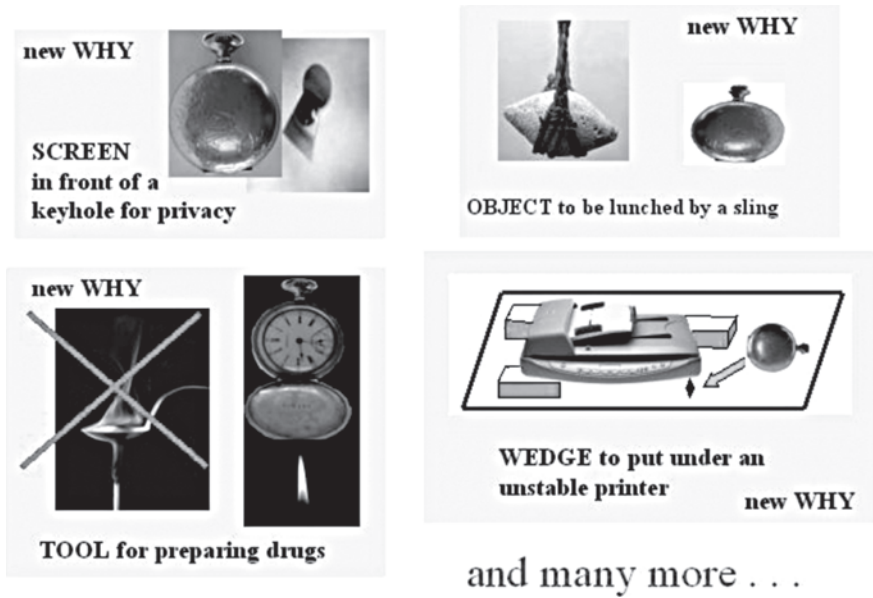 new WHY
SCREEN
in front of a
keyhole for privacy
new WHY
OBJECT to be lunched by a sling
new WHY
TOOL for preparing drugs
WEDGE to put under an
unstable printer
new WHY
and many more . . .